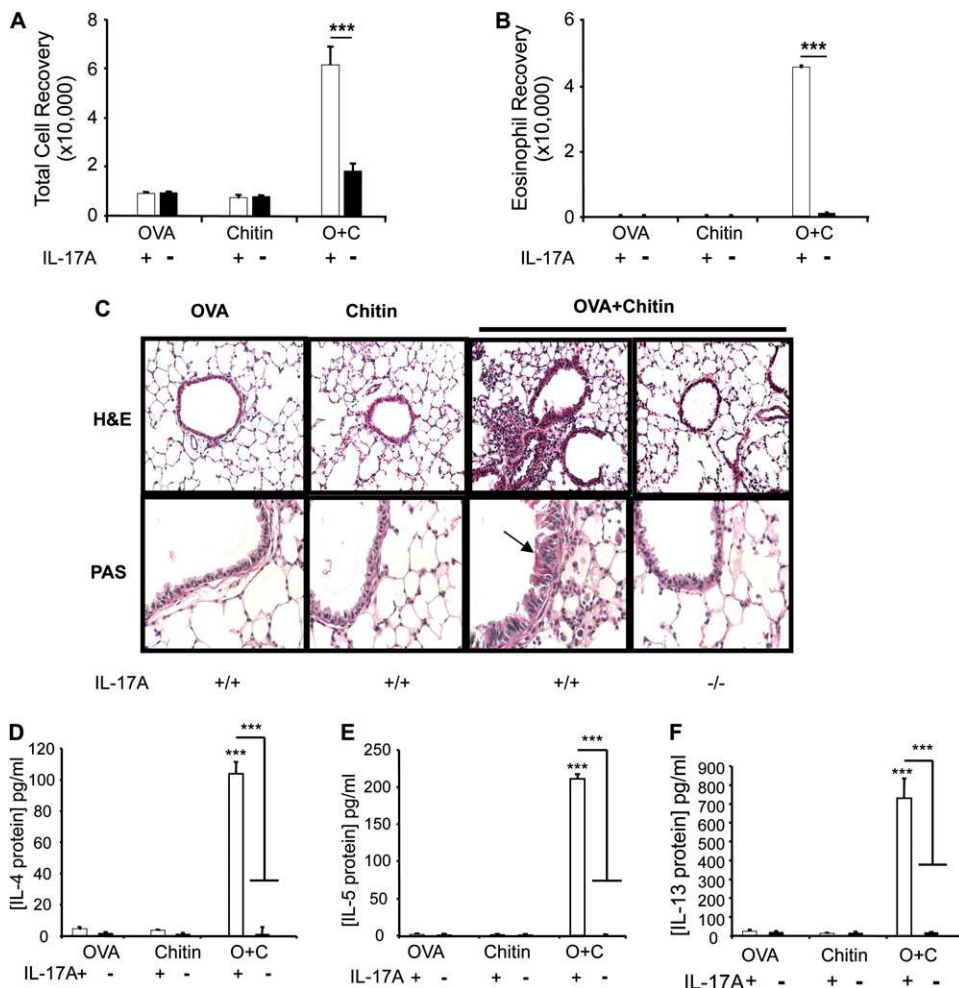 A
Total Cell Recovery
(x10,000)
8
6
4
2
0
***
OVA
Chitin
O+C
IL-17A + - + - + -
B
Eosinophil Recovery
(x10,000)
6
4
2
0
***
OVA
Chitin
O+C
IL-17A + - + - + -
C
OVA
Chitin
OVA+Chitin
H&E
PAS
IL-17A +/+ +/+ +/+ -/-
D
[IL-4 protein] pg/ml
120
100
80
60
40
20
0
***
***
OVA
Chitin
O+C
IL-17A+ - + - + -
E
[IL-5 protein] pg/ml
250
200
150
100
50
0
***
***
OVA
Chitin
O+C
IL-17A + - + - + -
F
[IL-13 protein] pg/ml
900
800
700
600
500
400
300
200
100
0
***
***
OVA
Chitin
O+C
IL-17A + - + - + -